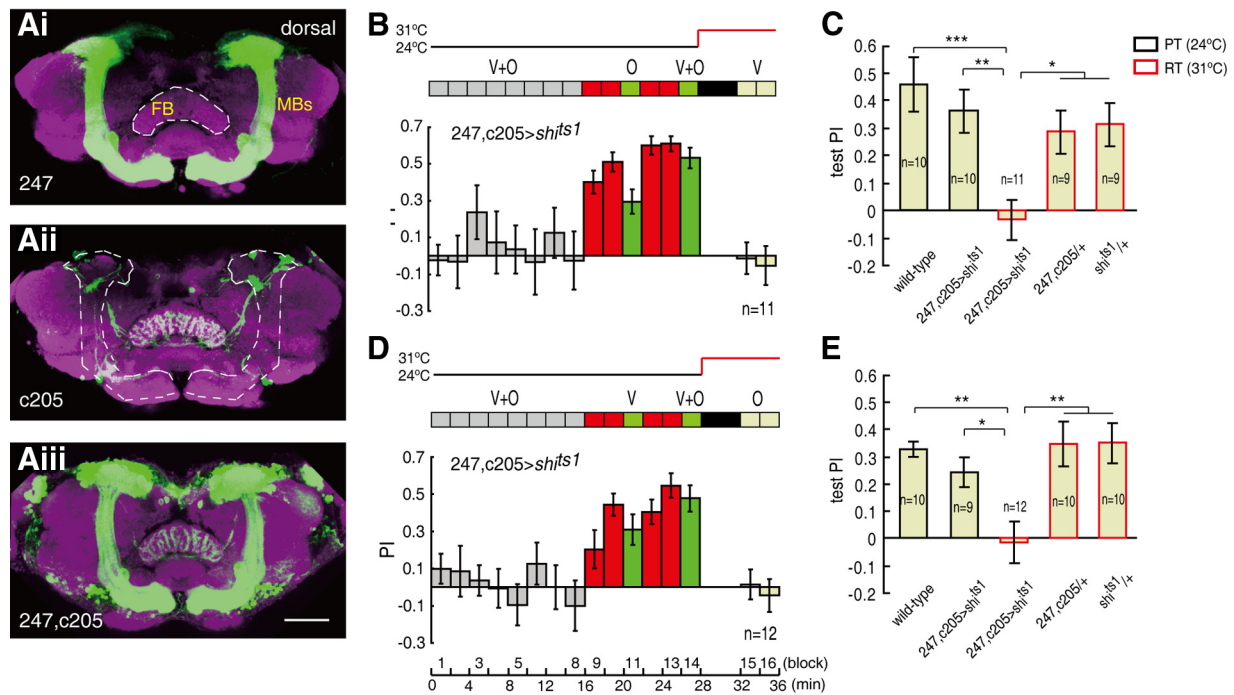 Ai
dorsal
FB
MBs
247
Aii
c205
Aiii
247,c205
B
31ºC
24ºC
V+O O V+O V
247,c205>shits1
0.7
0.5
0.3
0.1
-0.1
-0.3
n=11
C
PT (24ºC)
RT (31ºC)
*** ** *
test PI
0.6
0.5
0.4
0.3
0.2
0.1
0
-0.1
-0.2
n=10 n=10 n=11 n=9 n=9
wild-type 247,c205>shits1 247,c205>shits1 247,c205/+ shits1/+
D
31ºC
24ºC
V+O V V+O O
247,c205>shits1
PI
0.7
0.5
0.3
0.1
-0.1
-0.3
n=12
1 3 5 8 9 11 13 14 15 16 (block)
0 4 8 12 16 20 24 28 32 36 (min)
E
** * **
test PI
0.6
0.5
0.4
0.3
0.2
0.1
0
-0.1
-0.2
n=10 n=9 n=12 n=10 n=10
wild-type 247,c205>shits1 247,c205>shits1 247,c205/+ shits1/+